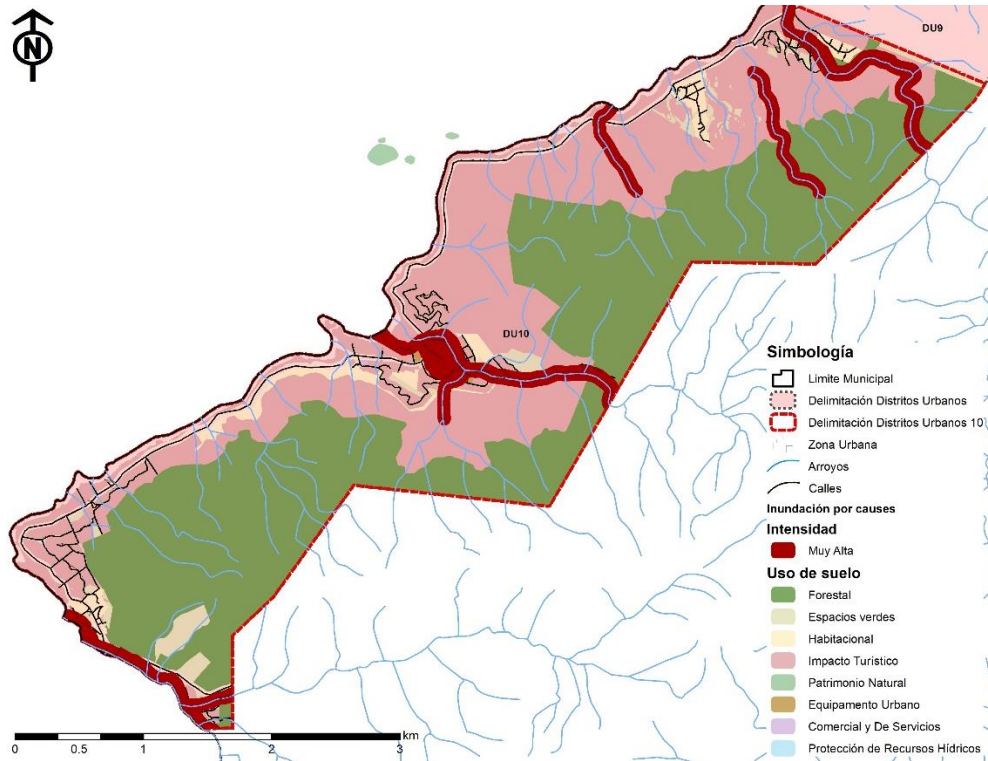 N
DU9
DU10
Simbología
Limite Municipal
Delimitación Distritos Urbanos
Delimitación Distritos Urbanos 10
Zona Urbana
Arroyos
Calles
Inundación por causes
Intensidad
Muy Alta
Uso de suelo
Forestal
Espacios verdes
Habitacional
Impacto Turistico
Patrimonio Natural
Equipamento Urbano
Comercial y De Servicios
Protección de Recursos Hídricos
km
0 0.5 1 2 3